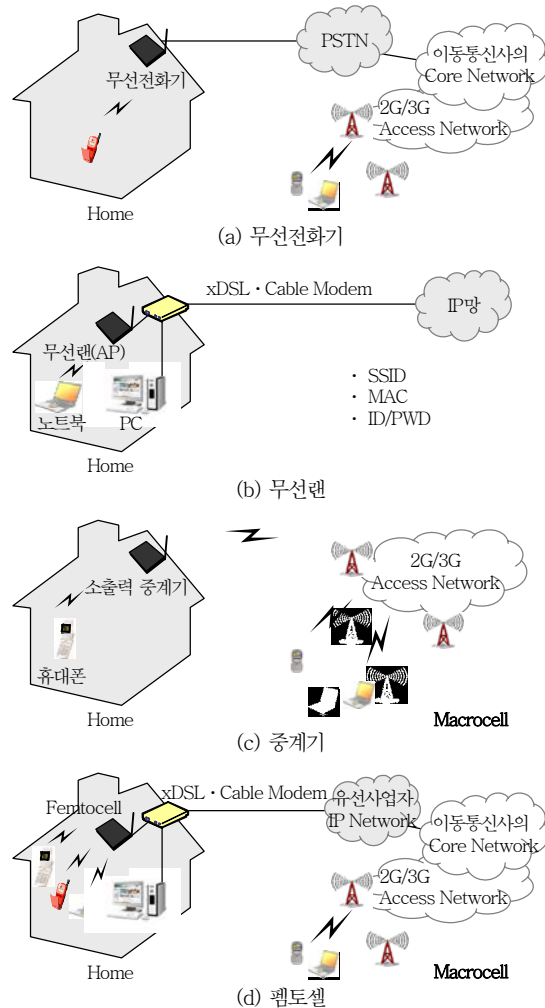 PSTN
이동통신사의
Core Network
무선전화기
2G/3G
Access Network
Home
(a) 무선전화기
xDSL·Cable Modem
IP망
무선랜(AP)
노트북
PC
· SSID
· MAC
· ID/PWD
Home
(b) 무선랜
2G/3G
Access Network
소출력 중계기
휴대폰
Home
Macrocell
(c) 중계기
xDSL·Cable Modem
유선사업자
IP Network
Femtocell
이동통신사의
Core Network
2G/3G
Access Network
Home
Macrocell
(d) 펨토셀